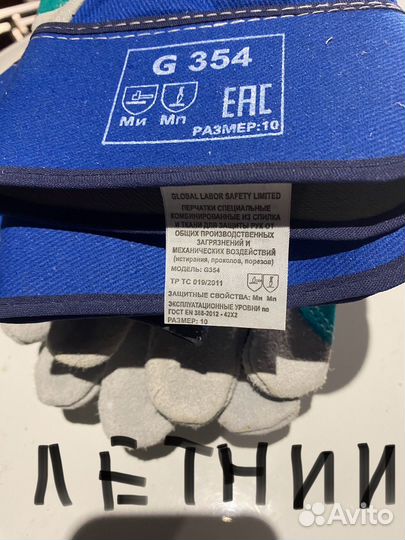 G 354
Ми Мп
EAC
РАЗМЕР:10
GLOBAL LABOR SAFETY LIMITED
ПЕРЧАТКИ СПЕЦИАЛЬНЫЕ
КОМБИНИРОВАННЫЕ ИЗ СПИЛКА
И ТКАНИ ДЛЯ ЗАЩИТЫ РУК ОТ
ОБЩИХ ПРОИЗВОДСТВЕННЫХ
ЗАГРЯЗНЕНИЙ И
МЕХАНИЧЕСКИХ ВОЗДЕЙСТВИЙ
(истирания, проколов, порезов)
МОДЕЛЬ: G354
ТР ТС 019/2011
ЗАЩИТНЫЕ СВОЙСТВА: Ми Мп
ЭКСПЛУАТАЦИОННЫЕ УРОВНИ по
ГОСТ EN 388-2012 - 42X2
РАЗМЕР: 10
ЛЕТНИИ
Avito